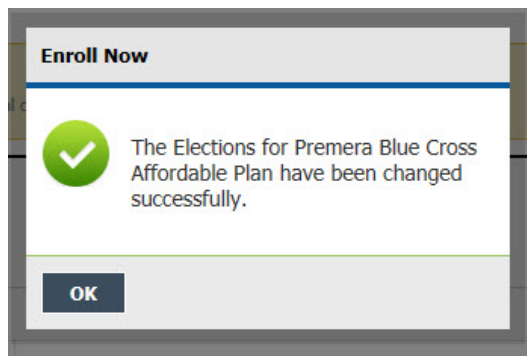 Enroll Now
The Elections for Premera Blue Cross
Affordable Plan have been changed
successfully.
OK